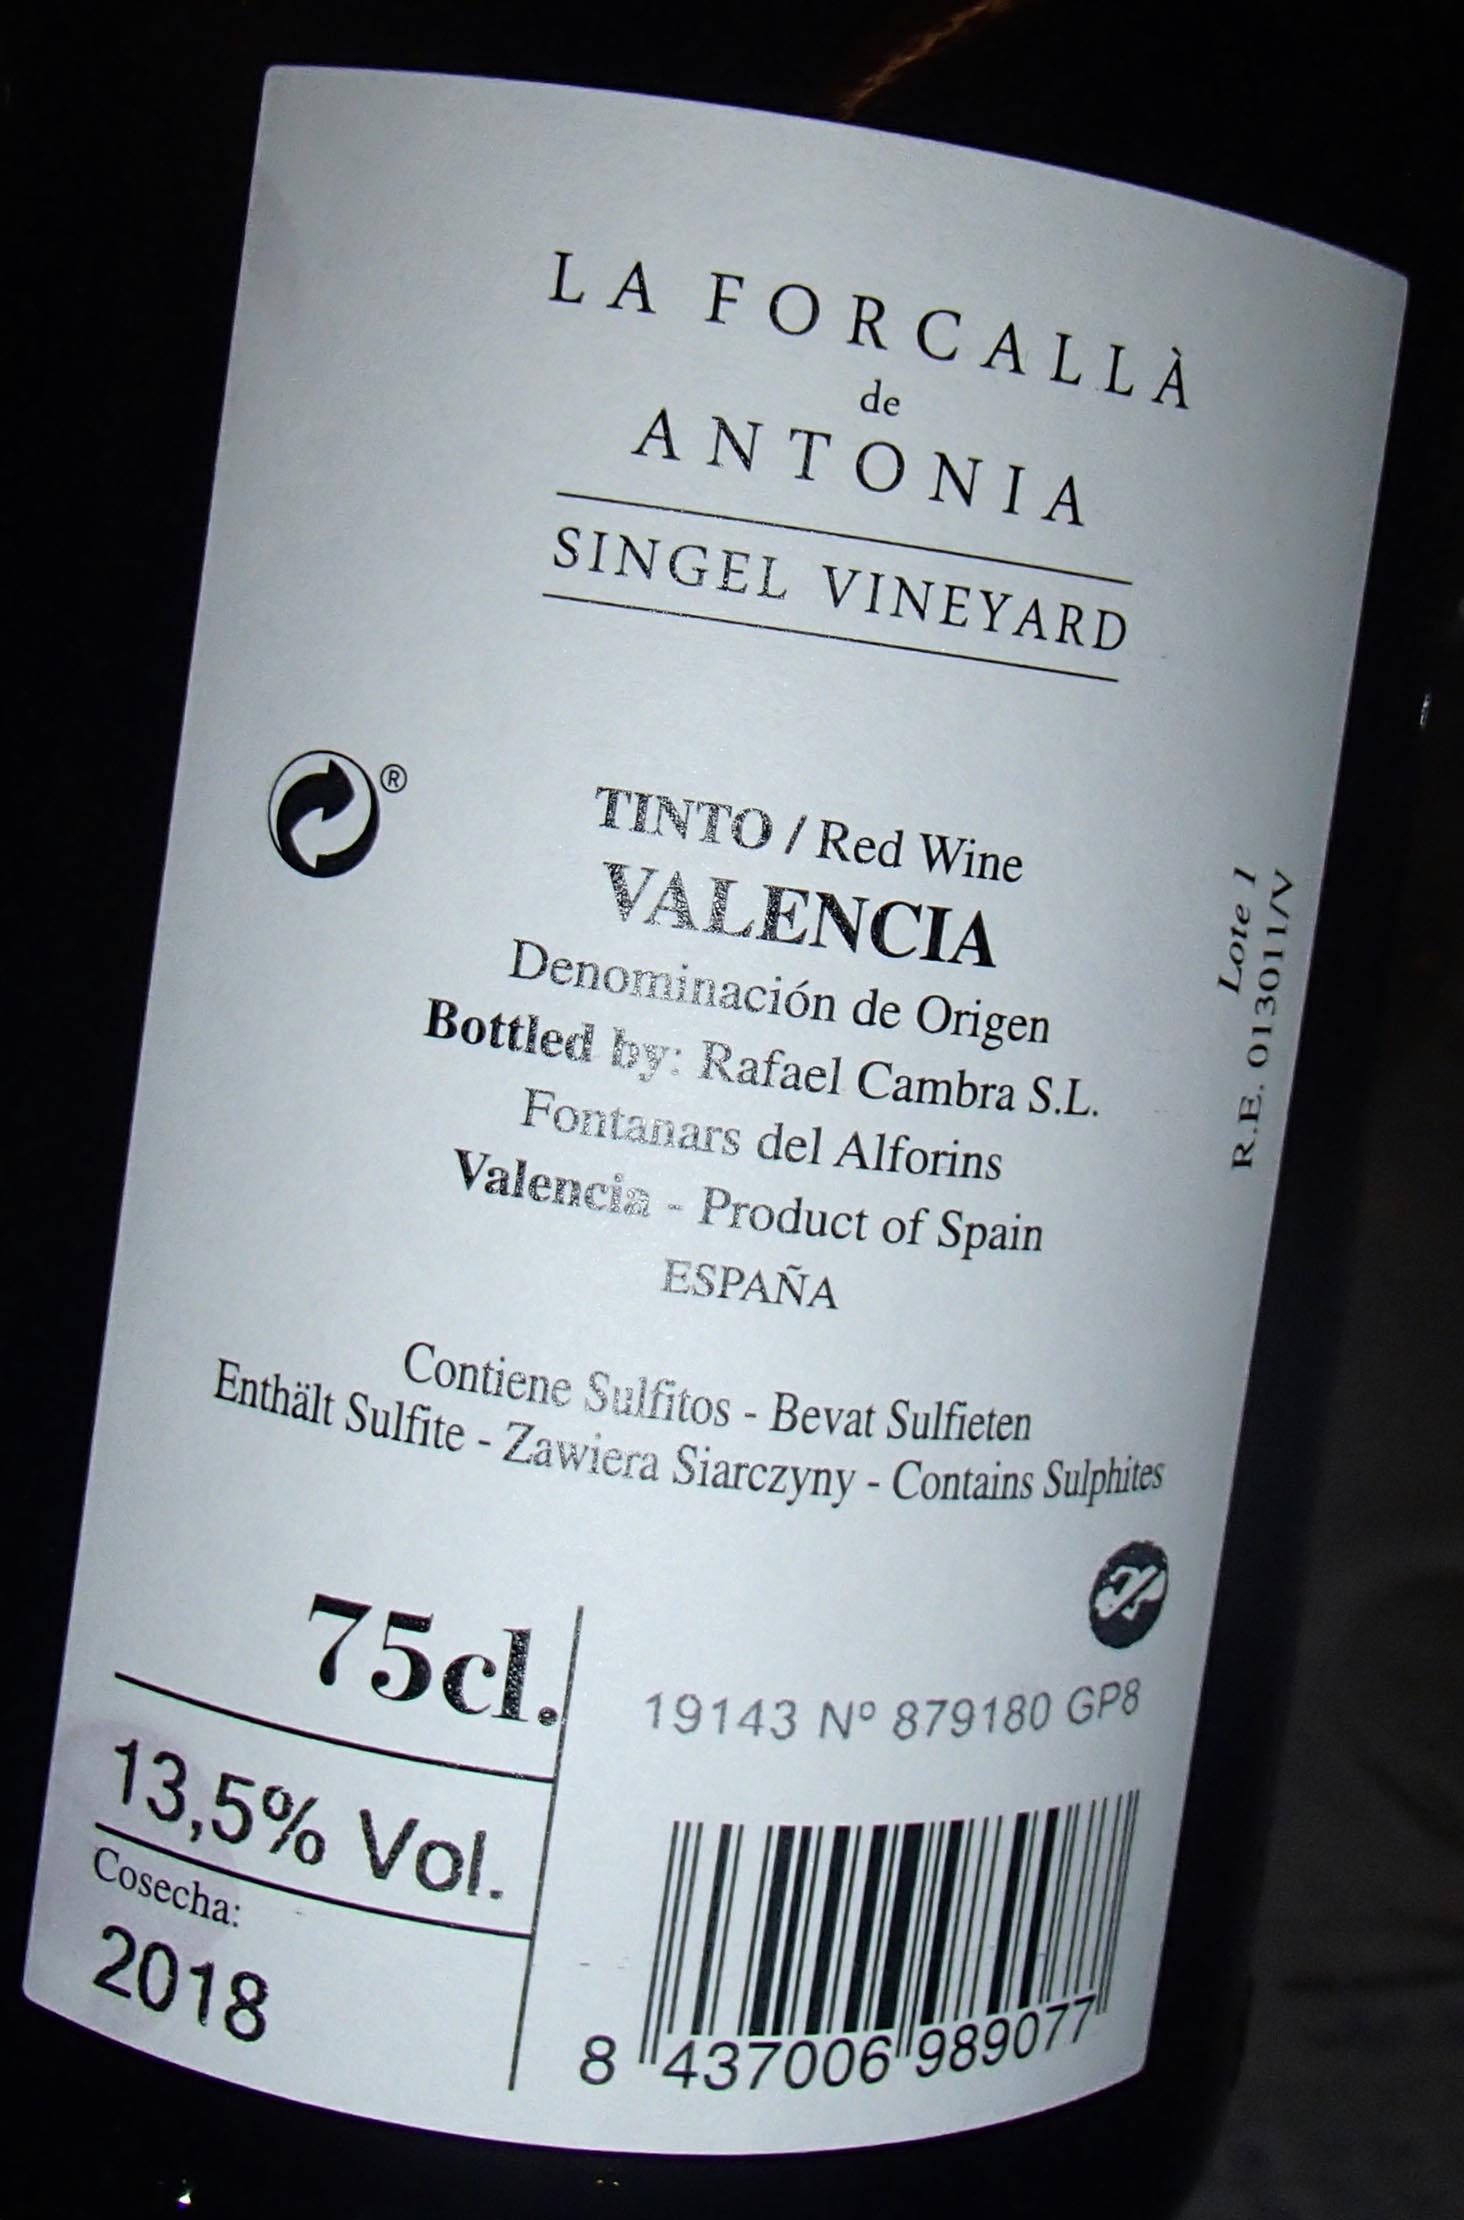 LA FORCALLÀ
de
ANTONIA
SINGEL VINEYARD
®
TINTO / Red Wine
VALENCIA
Denominación de Origen
Bottled by: Rafael Cambra S.L.
Fontanars del Alforins
Valencia - Product of Spain
ESPAÑA
Lote 1
R.E. 013011/V
Contiene Sulfitos - Bevat Sulfieten
Enthält Sulfite - Zawiera Siarczyny - Contains Sulphites
75cl.
13,5% Vol.
Cosecha:
2018
19143 Nº 879180 GP8
8 437006 989077